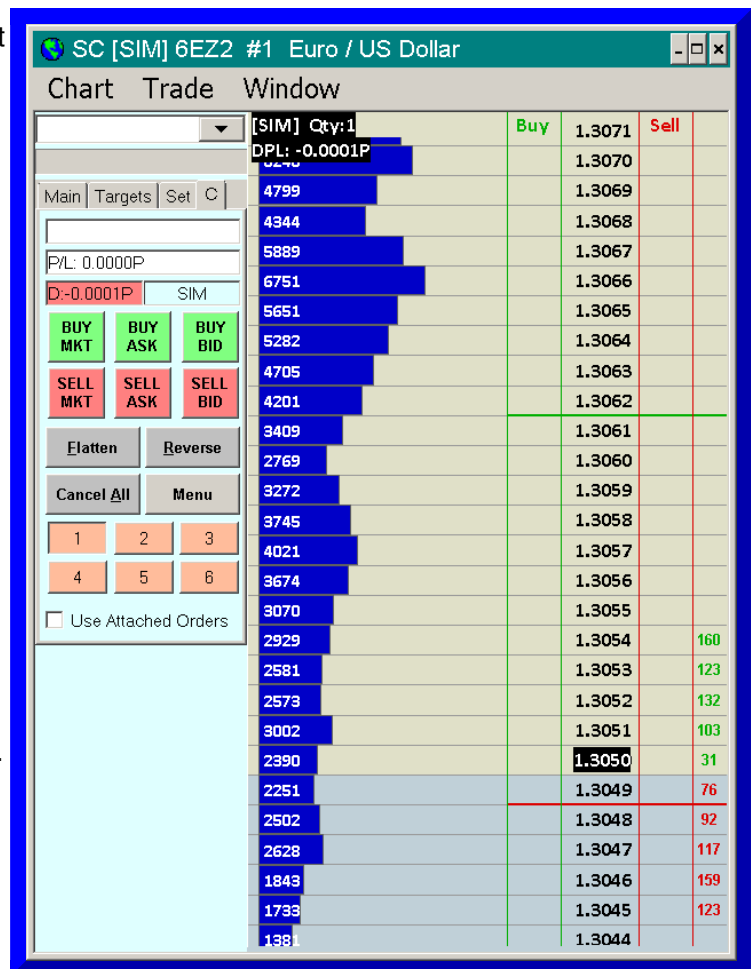 t
SC [SIM] 6EZ2 #1 Euro / US Dollar
Chart Trade Window
[SIM] Qty:1
DPL: -0.0001P
Buy 1.3071 Sell
1.3070
Main Targets Set C
4799 1.3069
4344 1.3068
5889 1.3067
P/L: 0.0000P
6751 1.3066
D:-0.0001P SIM
5651 1.3065
BUY MKT BUY ASK BUY BID
5282 1.3064
4705 1.3063
SELL MKT SELL ASK SELL BID
4201 1.3062
3409 1.3061
Flatten Reverse
2769 1.3060
Cancel All Menu
3272 1.3059
3745 1.3058
1 2 3
4021 1.3057
4 5 6
3674 1.3056
3070 1.3055
Use Attached Orders
2929 1.3054 160
2581 1.3053 123
2573 1.3052 132
3002 1.3051 103
2390 1.3050 31
2251 1.3049 76
2502 1.3048 92
2628 1.3047 117
1843 1.3046 159
1733 1.3045 123
1381 1.3044